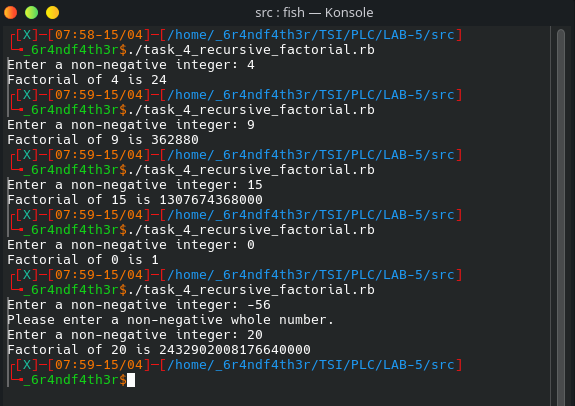 src : fish — Konsole
┌[X]─[07:58-15/04]─[/home/_6r4ndf4th3r/TSI/PLC/LAB-5/src]
└╼_6r4ndf4th3r$./task_4_recursive_factorial.rb
Enter a non-negative integer: 4
Factorial of 4 is 24
┌[X]─[07:59-15/04]─[/home/_6r4ndf4th3r/TSI/PLC/LAB-5/src]
└╼_6r4ndf4th3r$./task_4_recursive_factorial.rb
Enter a non-negative integer: 9
Factorial of 9 is 362880
┌[X]─[07:59-15/04]─[/home/_6r4ndf4th3r/TSI/PLC/LAB-5/src]
└╼_6r4ndf4th3r$./task_4_recursive_factorial.rb
Enter a non-negative integer: 15
Factorial of 15 is 1307674368000
┌[X]─[07:59-15/04]─[/home/_6r4ndf4th3r/TSI/PLC/LAB-5/src]
└╼_6r4ndf4th3r$./task_4_recursive_factorial.rb
Enter a non-negative integer: 0
Factorial of 0 is 1
┌[X]─[07:59-15/04]─[/home/_6r4ndf4th3r/TSI/PLC/LAB-5/src]
└╼_6r4ndf4th3r$./task_4_recursive_factorial.rb
Enter a non-negative integer: -56
Please enter a non-negative whole number.
Enter a non-negative integer: 20
Factorial of 20 is 2432902008176640000
┌[X]─[07:59-15/04]─[/home/_6r4ndf4th3r/TSI/PLC/LAB-5/src]
└╼_6r4ndf4th3r$